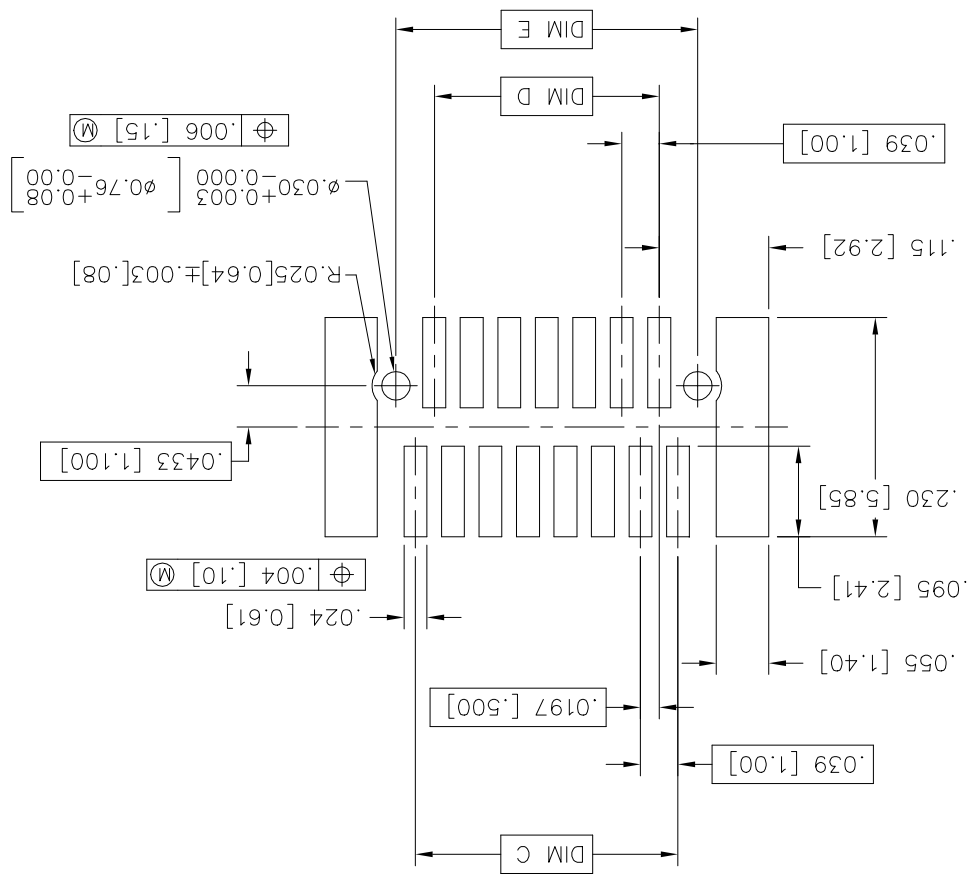 DIM C
.039 [1.00]
.0197 [.500]
.055 [1.40]
.024 [0.61]
.095 [2.41]
⌖ .004 [.10] Ⓜ
.230 [5.85]
.0433 [1.100]
R.025[0.64]±.003[.08]
.115 [2.92]
⌀.030 +0.003 -0.000 [⌀0.76 +0.08 -0.00]
⌖ .006 [.15] Ⓜ
.039 [1.00]
DIM D
DIM E